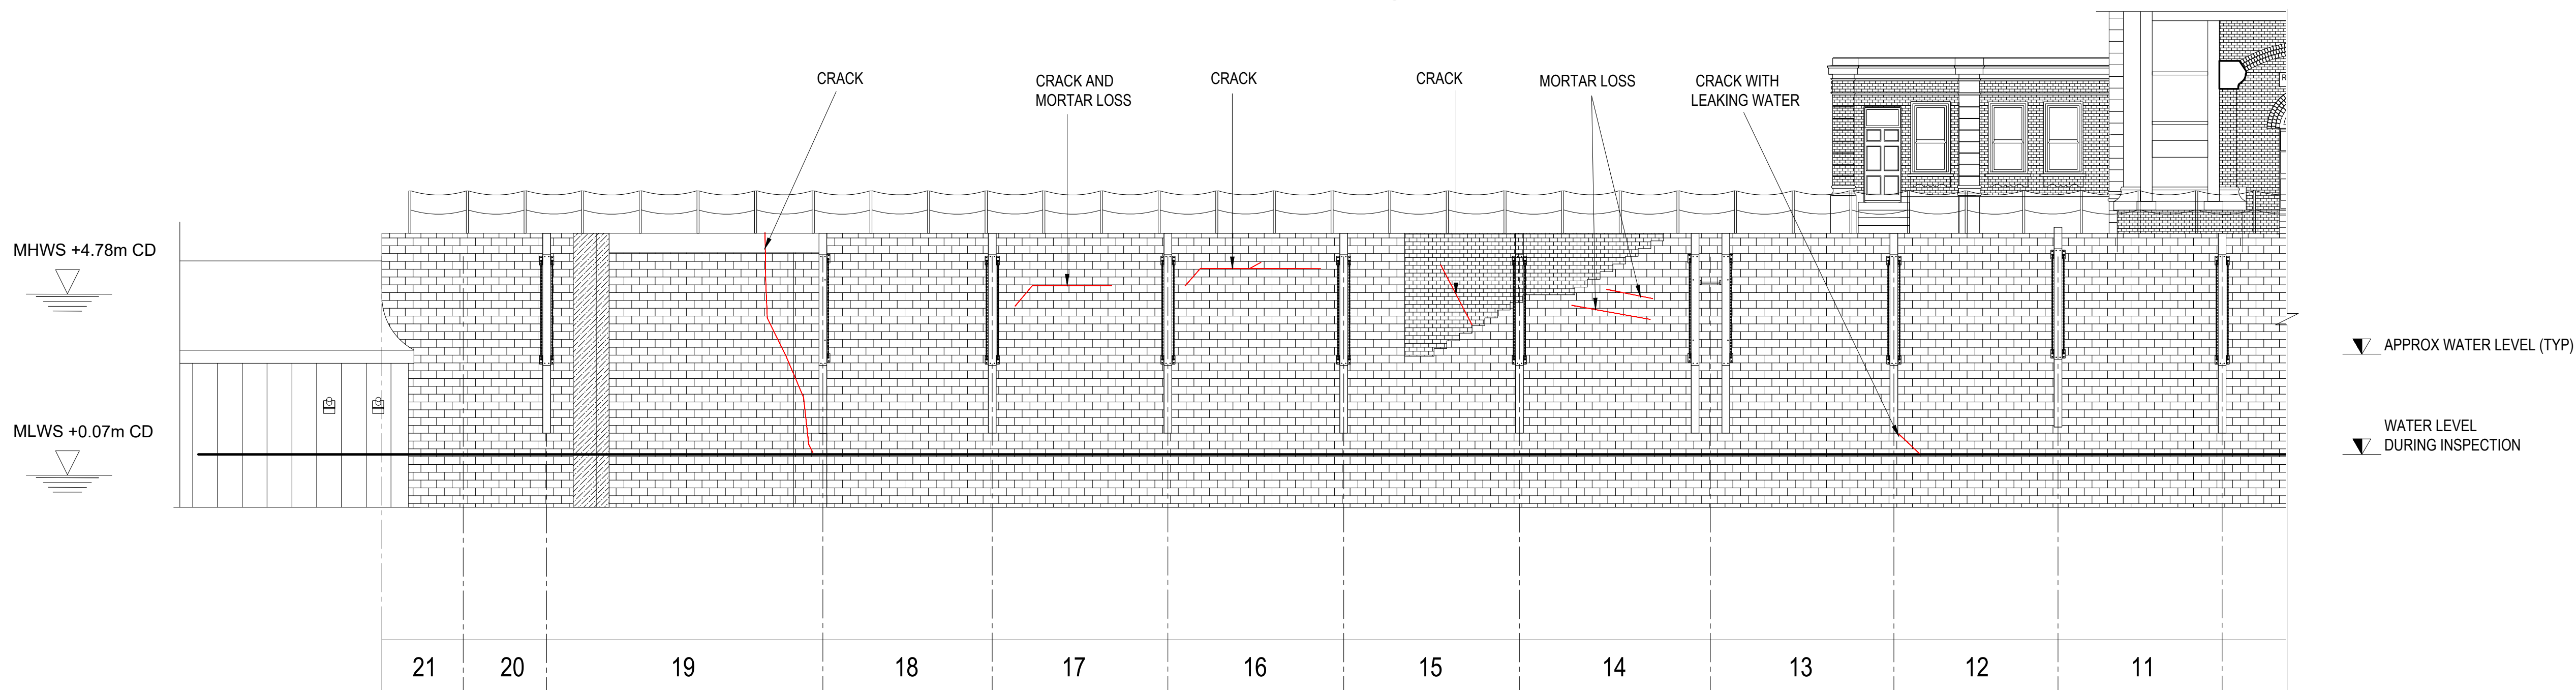 CRACK
CRACK AND
MORTAR LOSS
CRACK
CRACK
MORTAR LOSS
CRACK WITH
LEAKING WATER
MHWS +4.78m CD
APPROX WATER LEVEL (TYP)
MLWS +0.07m CD
WATER LEVEL
DURING INSPECTION
21 20 19 18 17 16 15 14 13 12 11